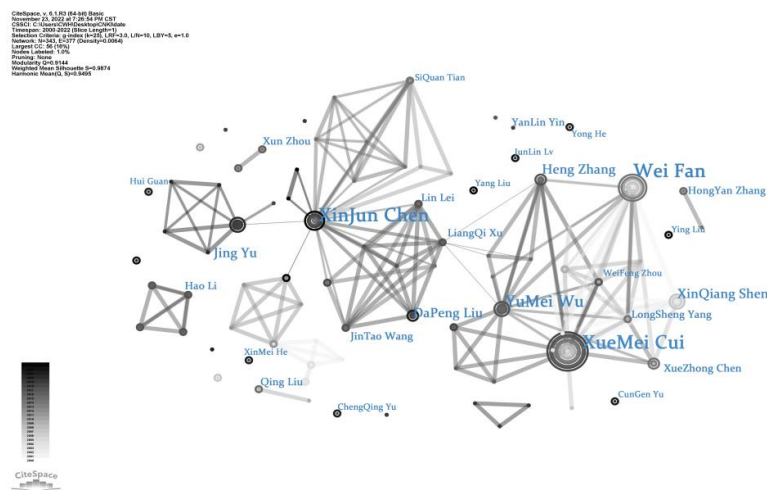 CiteSpace, v. 6.1.R3 (64-bit) Basic
November 23, 2022 at 7:26:54 PM CST
CSSCI: C:\Users\CWH\Desktop\CNKI\date
Timespan: 2000-2022 (Slice Length=1)
Selection Criteria: g-index (k=25), LRF=3.0, L/N=10, LBY=5, e=1.0
Network: N=343, E=377 (Density=0.0064)
Largest CC: 56 (16%)
Nodes Labeled: 1.0%
Pruning: None
Modularity Q=0.9144
Weighted Mean Silhouette S=0.9874
Harmonic Mean(Q, S)=0.9495
SiQuan Tian
YanLin Yin
Yong He
Xun Zhou
JunLin Lv
Heng Zhang
Wei Fan
Hui Guan
Yang Liu
HongYan Zhang
Lin Lei
XinJun Chen
LiangQi Xu
Ying Liu
Jing Yu
WeiFeng Zhou
Hao Li
XinQiang Shen
YuMei Wu
DaPeng Liu
LongSheng Yang
JinTao Wang
XueMei Cui
XinMei He
XueZhong Chen
Qing Liu
CunGen Yu
ChengQing Yu
CiteSpace